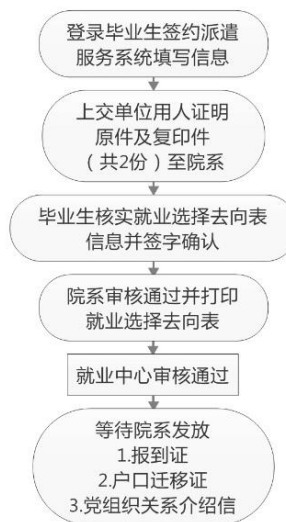 登录毕业生签约派遣
服务系统填写信息
上交单位用人证明
原件及复印件
（共2份）至院系
毕业生核实就业选择去向表
信息并签字确认
院系审核通过并打印
就业选择去向表
就业中心审核通过
等待院系发放
1.报到证
2.户口迁移证
3.党组织关系介绍信